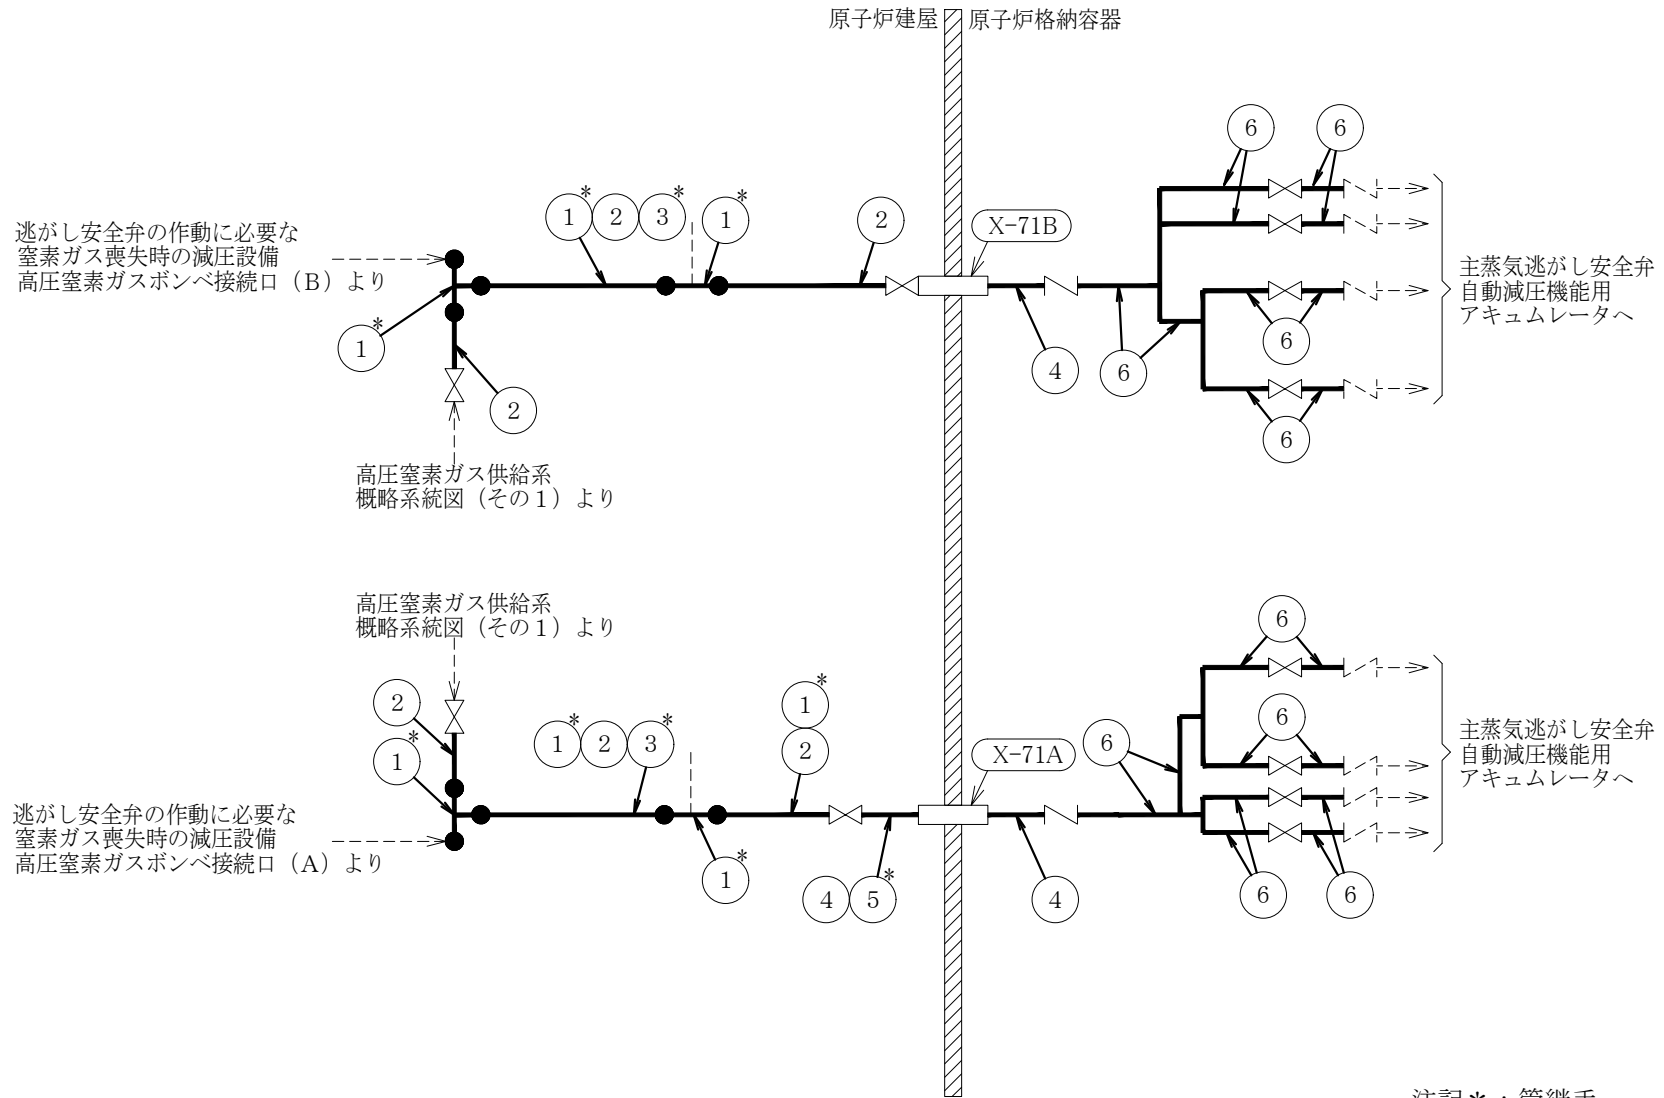 原子炉建屋
原子炉格納容器
6
6
1*
2
3*
1*
2
X-71B
逃がし安全弁の作動に必要な
窒素ガス喪失時の減圧設備
高圧窒素ガスボンベ接続口（B）より
主蒸気逃がし安全弁
自動減圧機能用
アキュムレータへ
1*
2
4
6
6
6
高圧窒素ガス供給系
概略系統図（その１）より
高圧窒素ガス供給系
概略系統図（その１）より
6
2
1*
1*
2
3*
1*
2
X-71A
6
6
主蒸気逃がし安全弁
自動減圧機能用
アキュムレータへ
逃がし安全弁の作動に必要な
窒素ガス喪失時の減圧設備
高圧窒素ガスボンベ接続口（A）より
1*
4
5*
4
6
6
注記＊：管継手